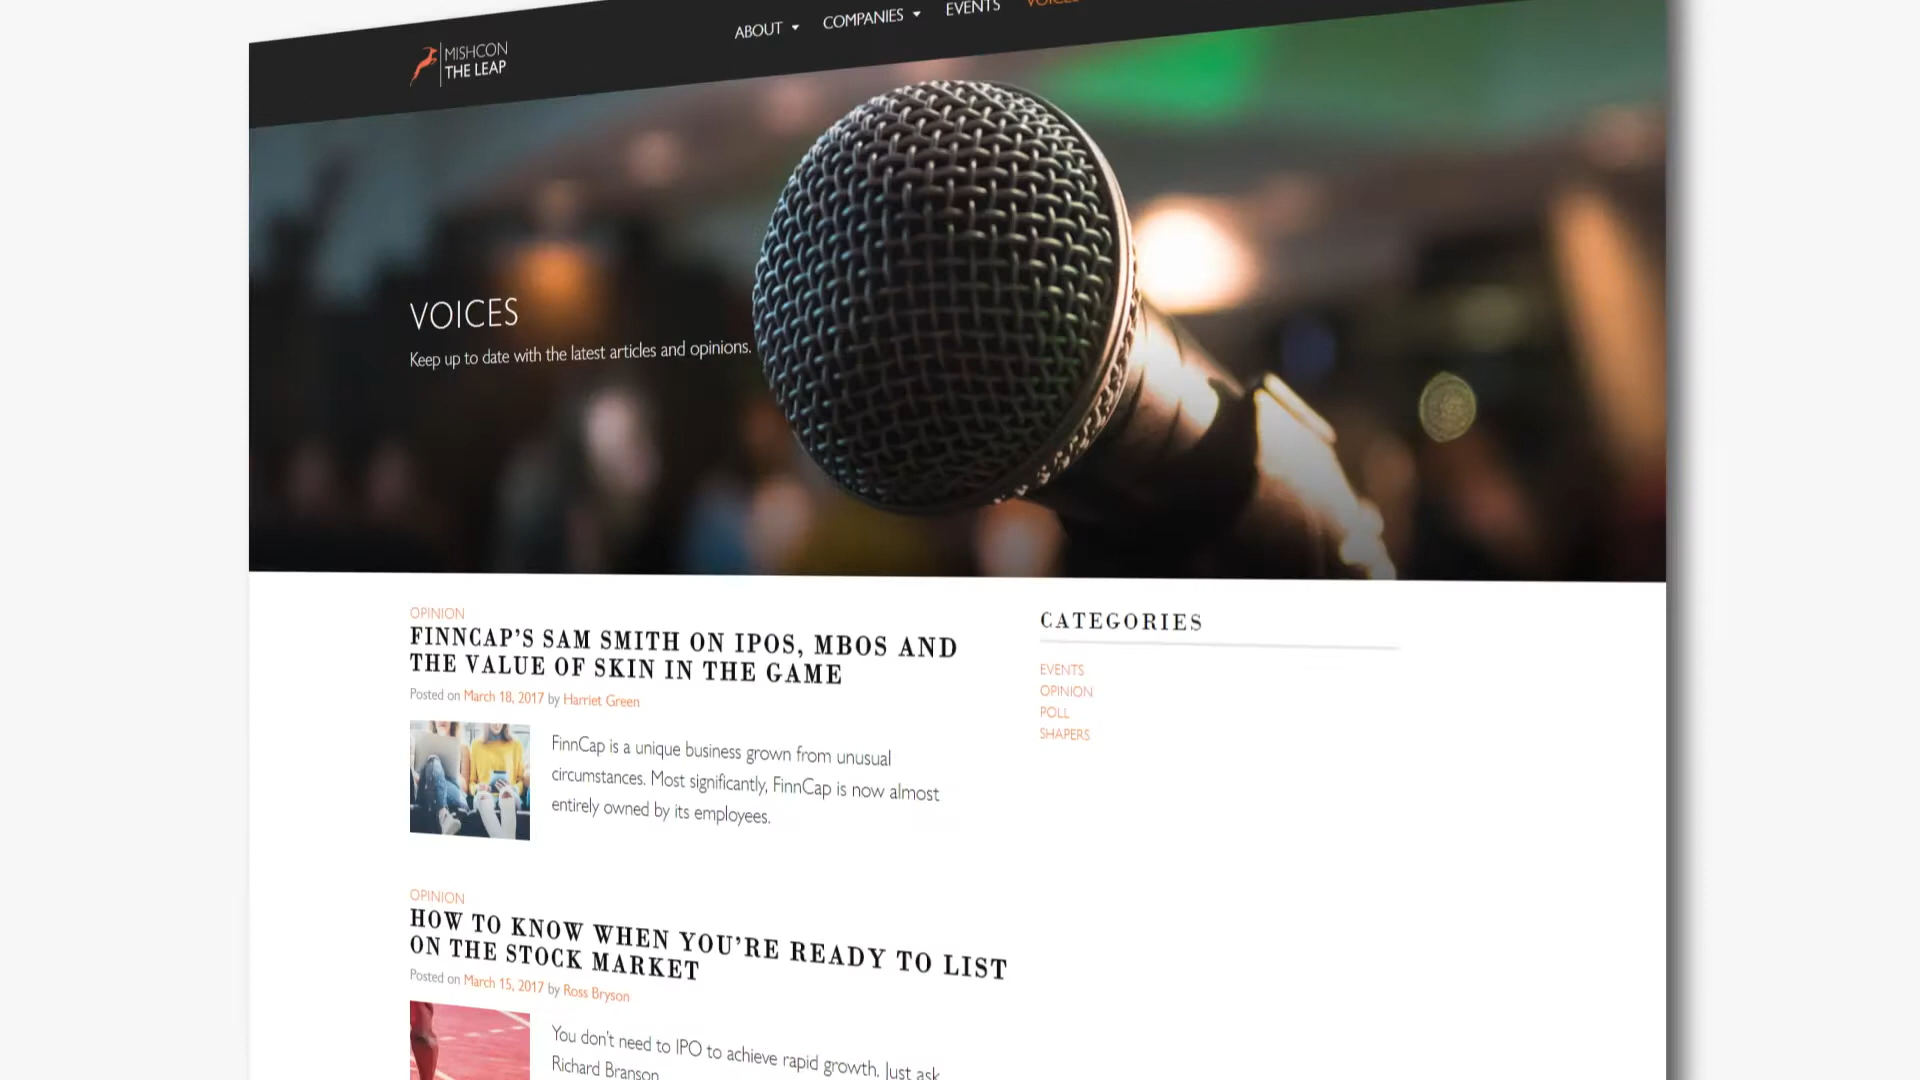 MISHCON
THE LEAP
ABOUT
COMPANIES
EVENTS
VOICES
VOICES
Keep up to date with the latest articles and opinions.
OPINION
FINNCAP'S SAM SMITH ON IPOS, MBOS AND
THE VALUE OF SKIN IN THE GAME
Posted on March 18, 2017 by Harriet Green
FinnCap is a unique business grown from unusual
circumstances. Most significantly, FinnCap is now almost
entirely owned by its employees.
OPINION
HOW TO KNOW WHEN YOU'RE READY TO LIST
ON THE STOCK MARKET
Posted on March 15, 2017 by Ross Bryson
You don't need to IPO to achieve rapid growth. Just ask
Richard Branson
CATEGORIES
EVENTS
OPINION
POLL
SHAPERS